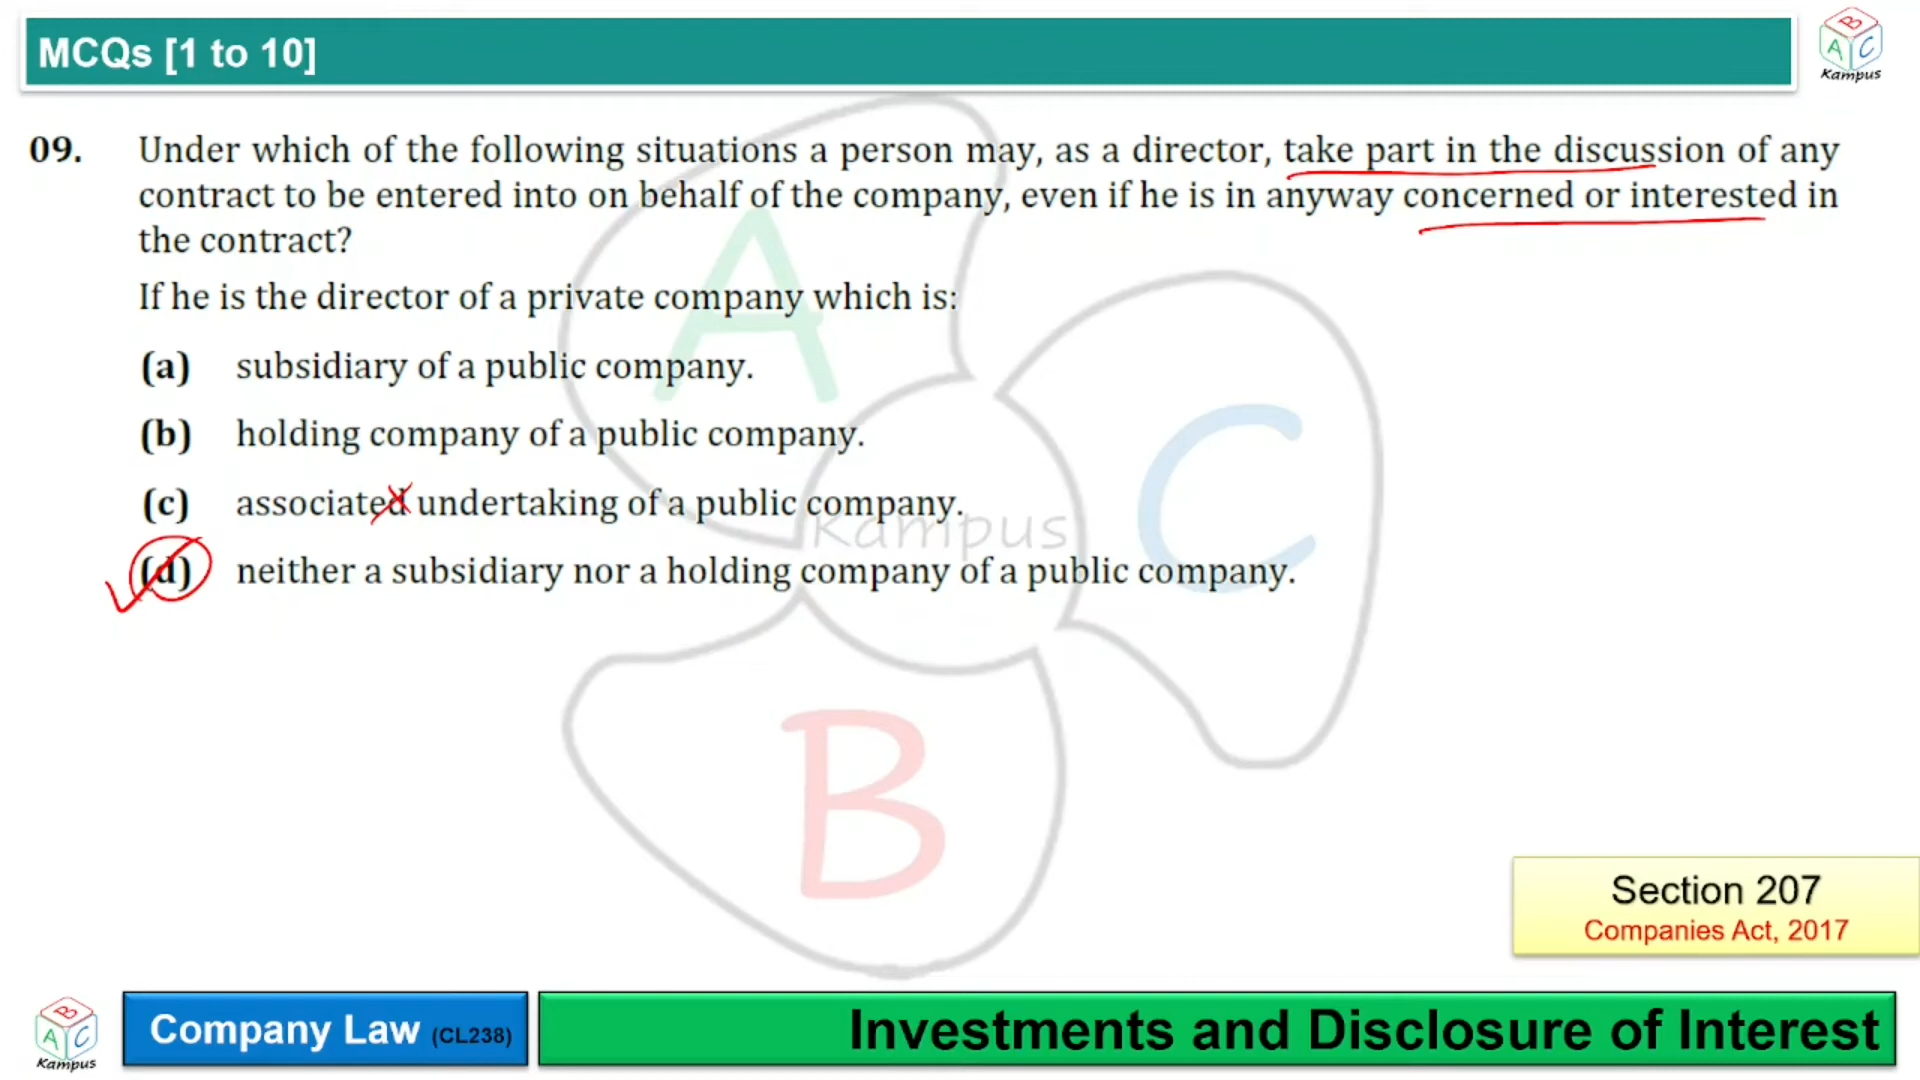 MCQs [1 to 10]
B
A C
Kampus
09. Under which of the following situations a person may, as a director, take part in the discussion of any
contract to be entered into on behalf of the company, even if he is in anyway concerned or interested in
the contract?
If he is the director of a private company which is:
(a) subsidiary of a public company.
(b) holding company of a public company.
(c) associated undertaking of a public company.
(d) neither a subsidiary nor a holding company of a public company.
A
C
Kampus
B
Section 207
Companies Act, 2017
B
A C
Kampus
Company Law (CL238)
Investments and Disclosure of Interest